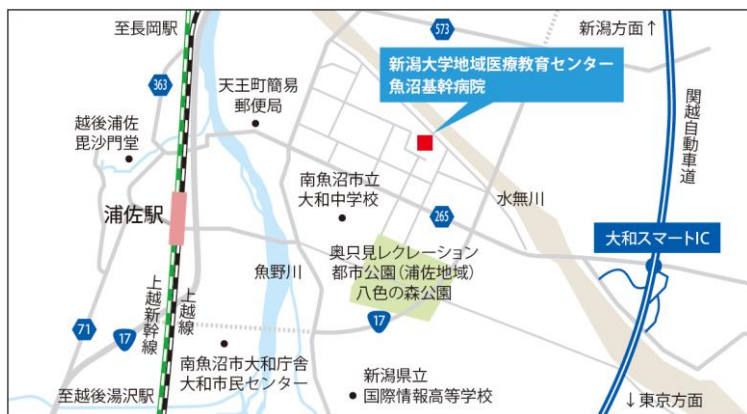 至長岡駅
573
新潟方面↑
新潟大学地域医療教育センター
魚沼基幹病院
363
天王町簡易
郵便局
関越自動車道
越後浦佐
毘沙門堂
南魚沼市立
大和中学校
265
水無川
浦佐駅
大和スマートIC
魚野川
奥只見レクレーション
都市公園(浦佐地域)
八色の森公園
上越新幹線
上越線
71
17
17
南魚沼市大和庁舎
大和市民センター
新潟県立
国際情報高等学校
至越後湯沢駅
↓東京方面